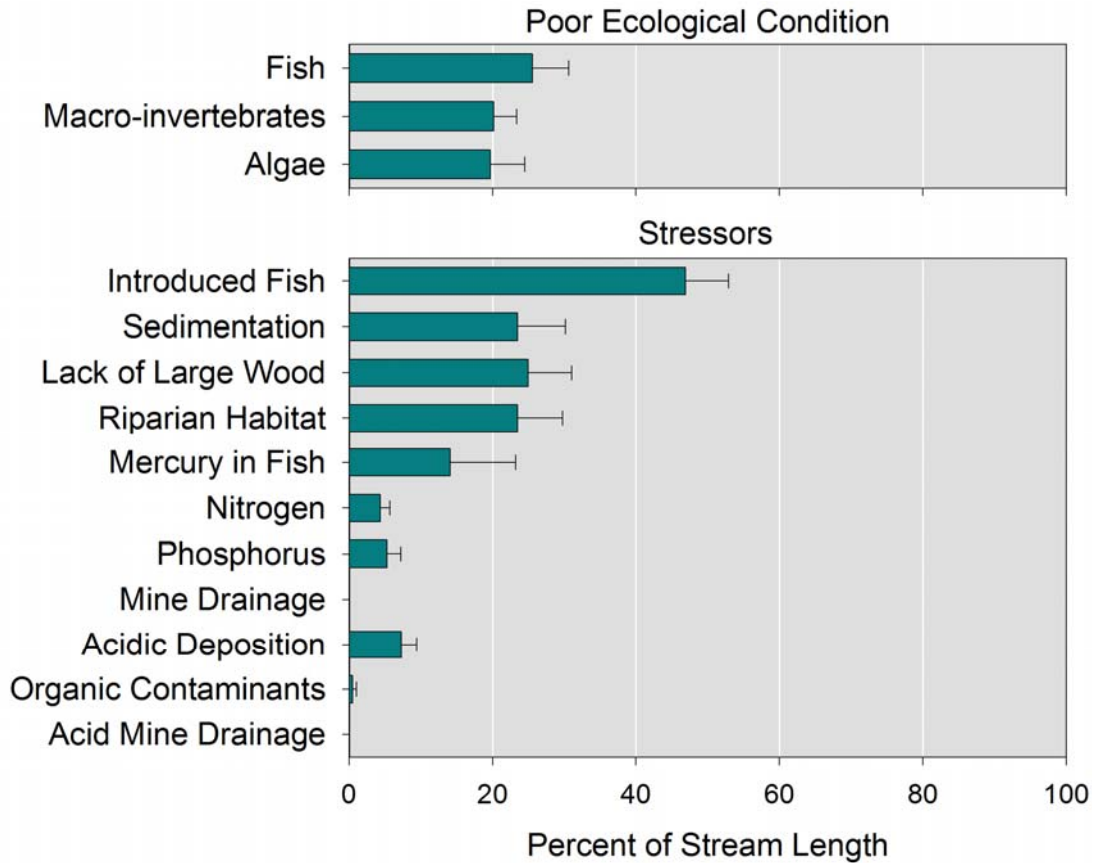 Poor Ecological Condition
Fish
Macro-invertebrates
Algae
Stressors
Introduced Fish
Sedimentation
Lack of Large Wood
Riparian Habitat
Mercury in Fish
Nitrogen
Phosphorus
Mine Drainage
Acidic Deposition
Organic Contaminants
Acid Mine Drainage
0 20 40 60 80 100
Percent of Stream Length